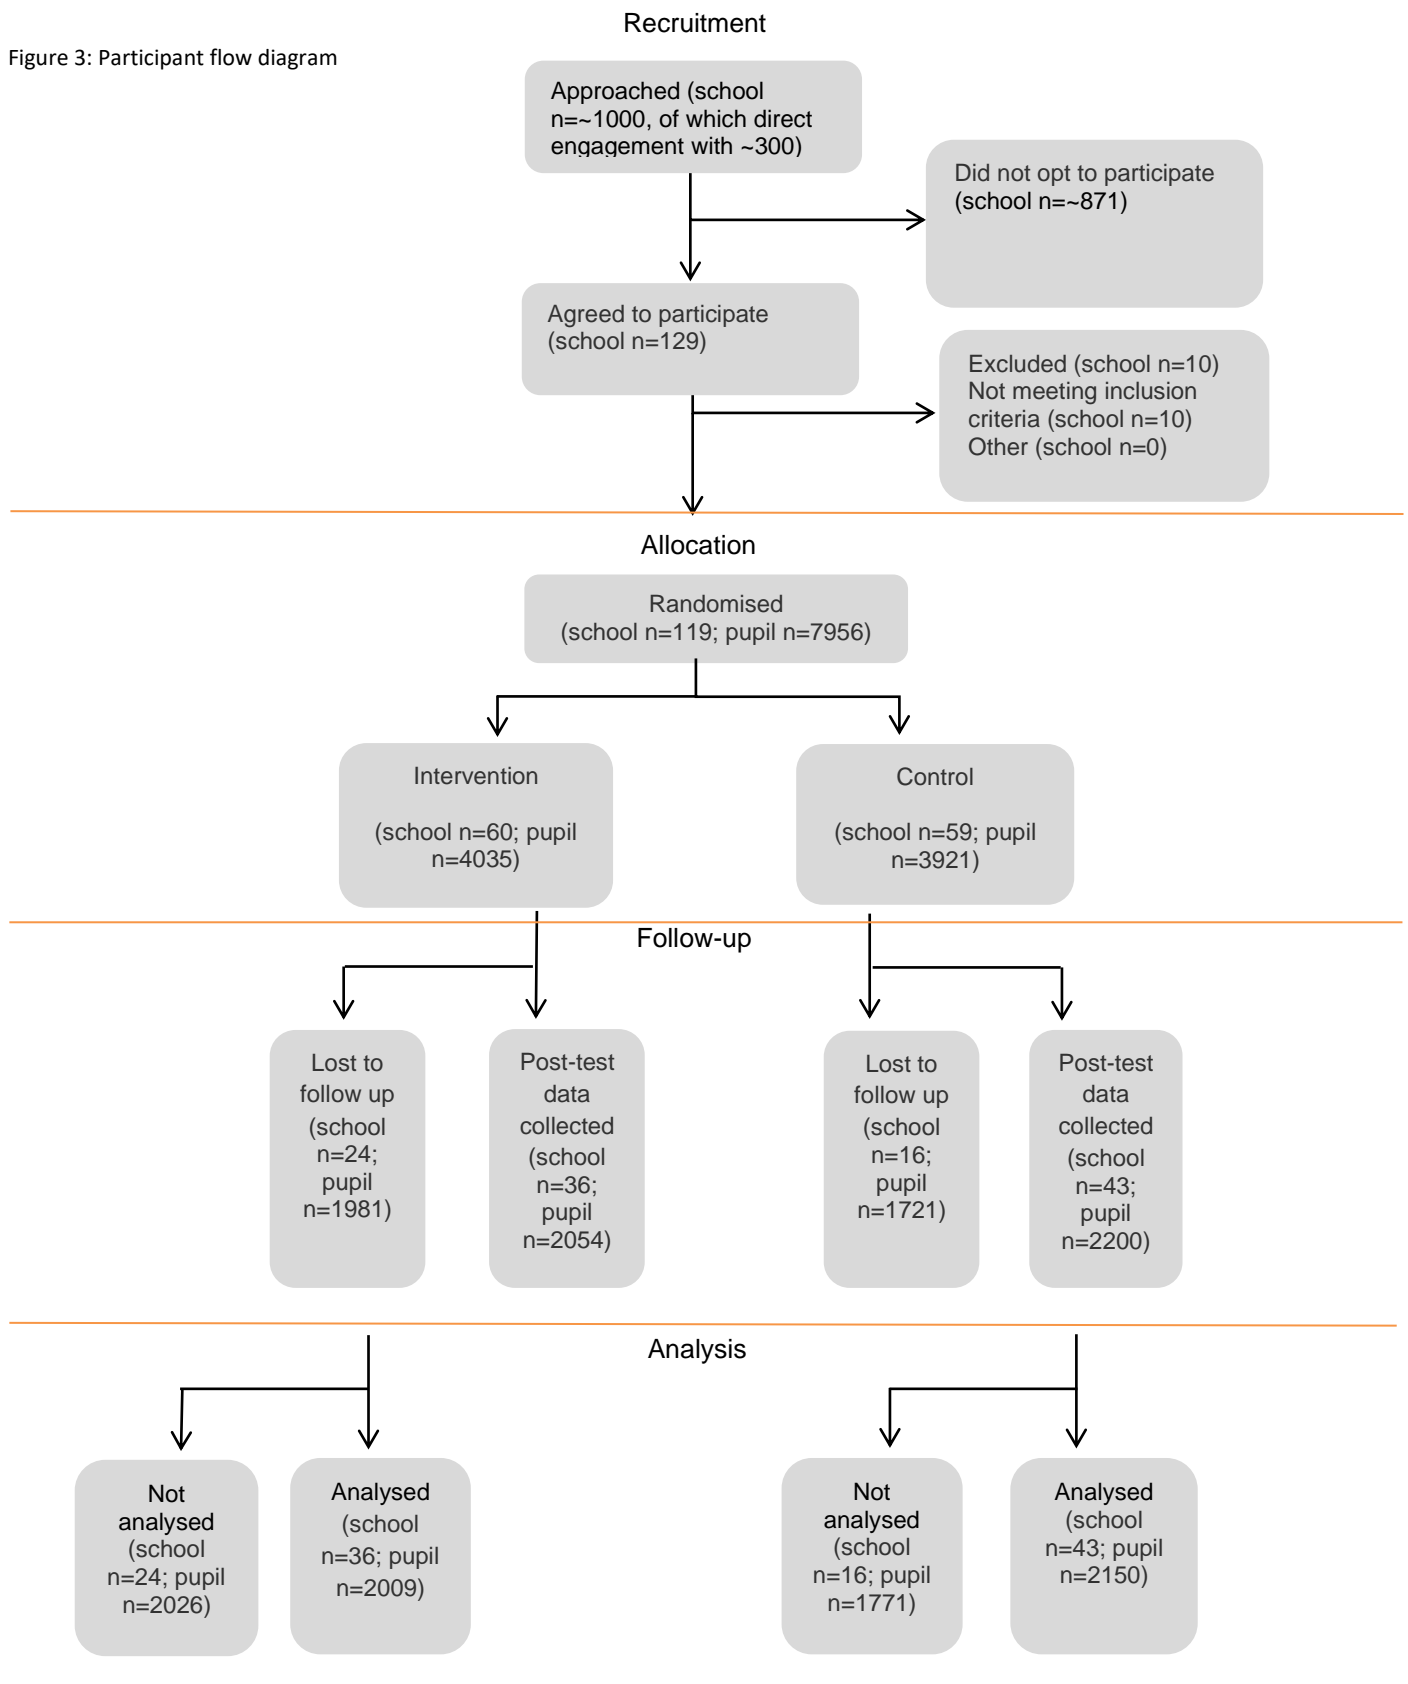 Recruitment
Figure 3: Participant flow diagram
Approached (school
n=~1000, of which direct
engagement with ~300)
Did not opt to participate
(school n=~871)
Agreed to participate
(school n=129)
Excluded (school n=10)
Not meeting inclusion
criteria (school n=10)
Other (school n=0)
Allocation
Randomised
(school n=119; pupil n=7956)
Intervention
(school n=60; pupil
n=4035)
Control
(school n=59; pupil
n=3921)
Follow-up
Lost to
follow up
(school
n=24;
pupil
n=1981)
Post-test
data
collected
(school
n=36;
pupil
n=2054)
Lost to
follow up
(school
n=16;
pupil
n=1721)
Post-test
data
collected
(school
n=43;
pupil
n=2200)
Analysis
Not
analysed
(school
n=24; pupil
n=2026)
Analysed
(school
n=36; pupil
n=2009)
Not
analysed
(school
n=16; pupil
n=1771)
Analysed
(school
n=43; pupil
n=2150)